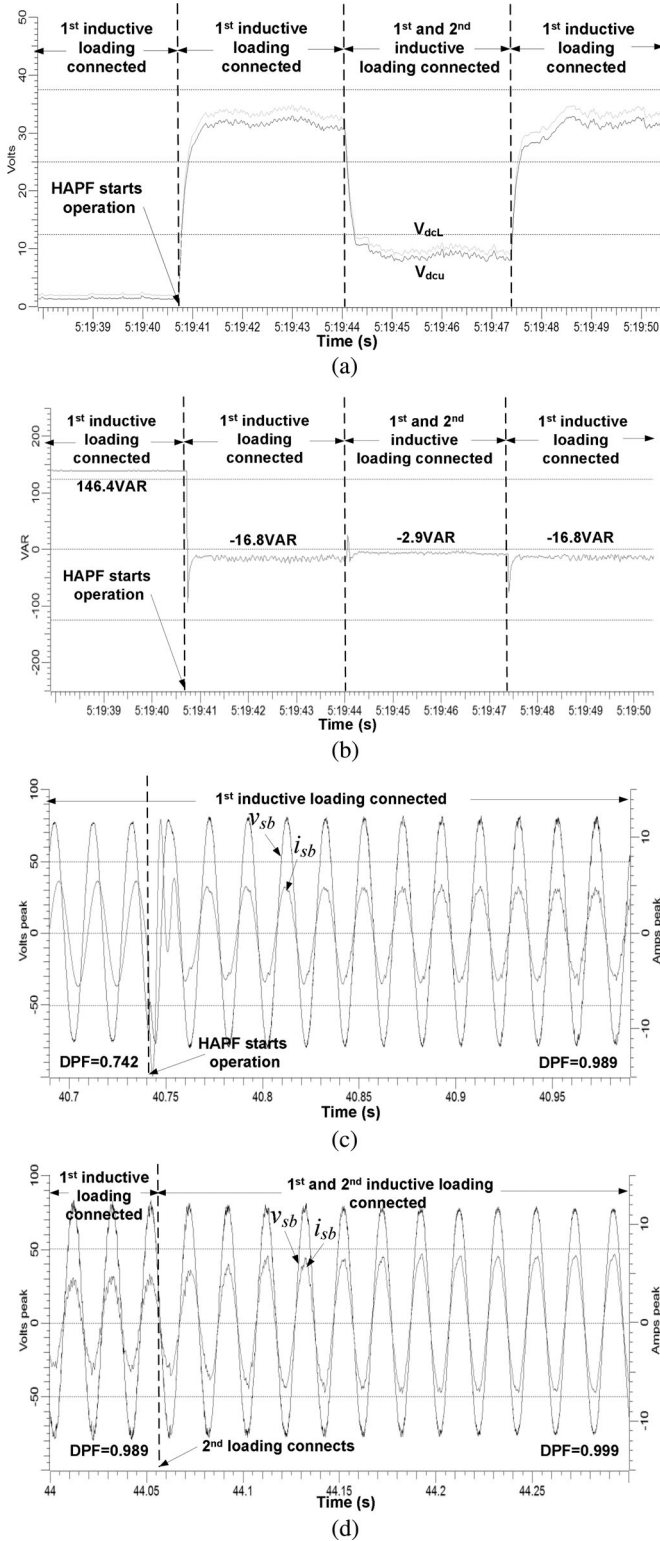 1st inductive loading connected
1st inductive loading connected
1st and 2nd inductive loading connected
1st inductive loading connected
Volts
50
40
30
20
10
0
HAPF starts operation
VdcL
Vdcu
5:19:39 5:19:40 5:19:41 5:19:42 5:19:43 5:19:44 5:19:45 5:19:46 5:19:47 5:19:48 5:19:49 5:19:50
Time (s)
(a)
1st inductive loading connected
1st inductive loading connected
1st and 2nd inductive loading connected
1st inductive loading connected
VAR
200
100
0
-100
-200
146.4VAR
-16.8VAR
-2.9VAR
-16.8VAR
HAPF starts operation
5:19:39 5:19:40 5:19:41 5:19:42 5:19:43 5:19:44 5:19:45 5:19:46 5:19:47 5:19:48 5:19:49 5:19:50
Time (s)
(b)
1st inductive loading connected
Volts peak
100
50
0
-50
vsb
isb
10
5
0
-5
-10
Amps peak
DPF=0.742
HAPF starts operation
DPF=0.989
40.7 40.75 40.8 40.85 40.9 40.95
Time (s)
(c)
1st inductive loading connected
1st and 2nd inductive loading connected
Volts peak
100
50
0
-50
vsb
isb
10
5
0
-5
-10
Amps peak
DPF=0.989
2nd loading connects
DPF=0.999
44 44.05 44.1 44.15 44.2 44.25
Time (s)
(d)